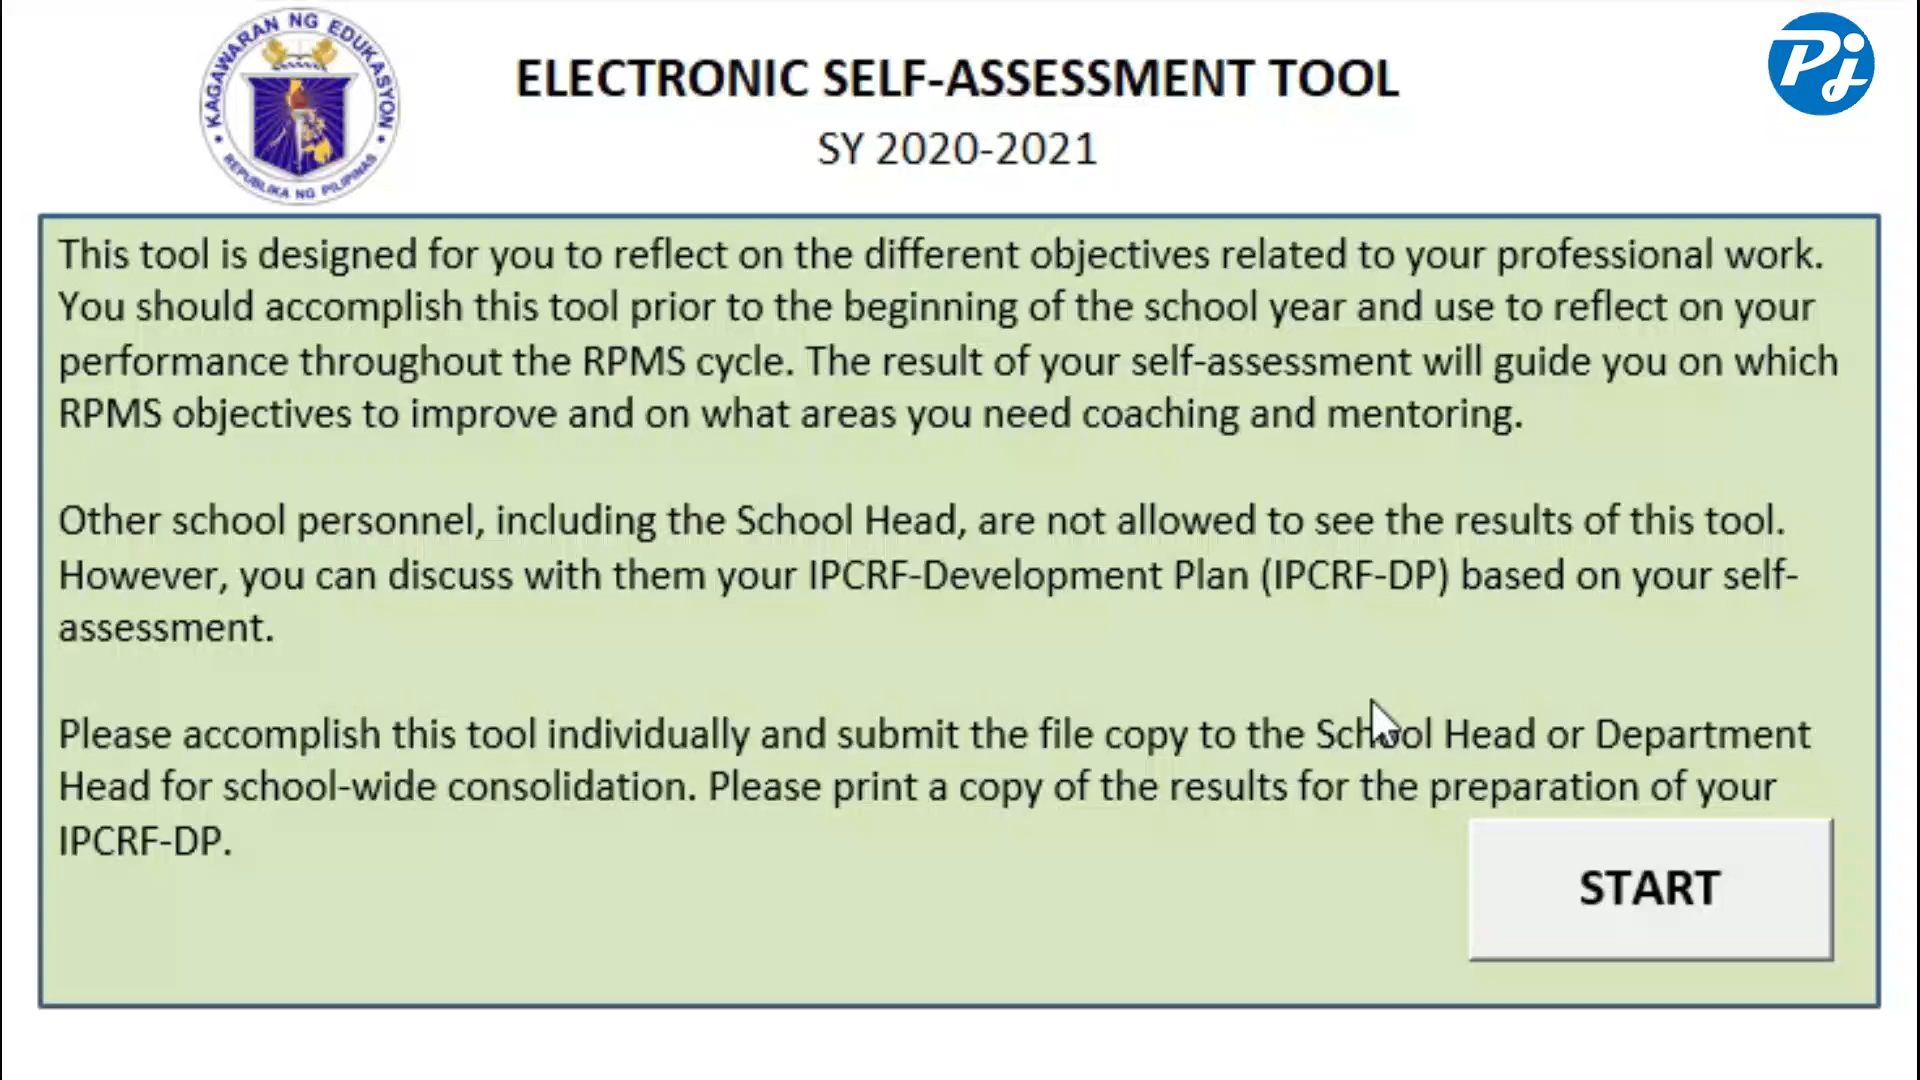 KAGAWARAN NG EDUKASYON
REPUBLIKA NG PILIPINAS
ELECTRONIC SELF-ASSESSMENT TOOL
SY 2020-2021
Pj
This tool is designed for you to reflect on the different objectives related to your professional work.
You should accomplish this tool prior to the beginning of the school year and use to reflect on your
performance throughout the RPMS cycle. The result of your self-assessment will guide you on which
RPMS objectives to improve and on what areas you need coaching and mentoring.
Other school personnel, including the School Head, are not allowed to see the results of this tool.
However, you can discuss with them your IPCRF-Development Plan (IPCRF-DP) based on your self-
assessment.
Please accomplish this tool individually and submit the file copy to the School Head or Department
Head for school-wide consolidation. Please print a copy of the results for the preparation of your
IPCRF-DP.
START